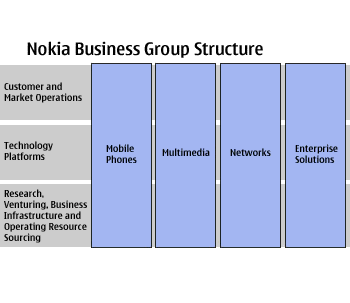 Nokia Business Group Structure
Customer and
Market Operations
Technology
Platforms
Research,
Venturing, Business
Infrastructure and
Operating Resource
Sourcing
Mobile
Phones
Multimedia
Networks
Enterprise
Solutions